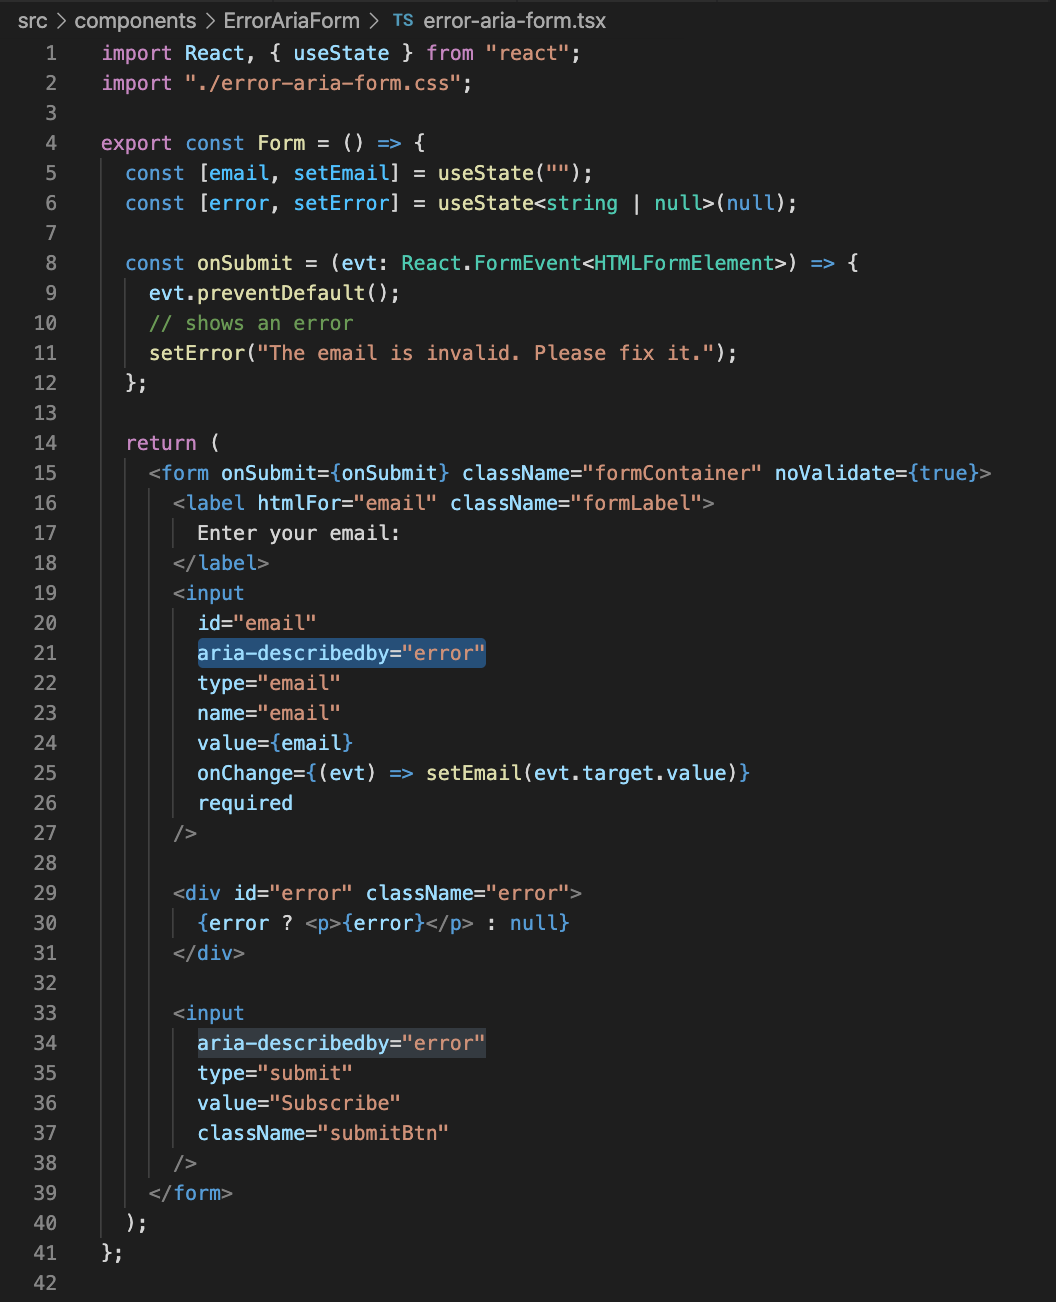 src > components > ErrorAriaForm > TS error-aria-form.tsx
1 import React, { useState } from "react";
2 import "./error-aria-form.css";
3
4 export const Form = () => {
5   const [email, setEmail] = useState("");
6   const [error, setError] = useState<string | null>(null);
7
8   const onSubmit = (evt: React.FormEvent<HTMLFormElement>) => {
9     evt.preventDefault();
10     // shows an error
11     setError("The email is invalid. Please fix it.");
12   };
13
14   return (
15     <form onSubmit={onSubmit} className="formContainer" noValidate={true}>
16       <label htmlFor="email" className="formLabel">
17         Enter your email:
18       </label>
19       <input
20         id="email"
21         aria-describedby="error"
22         type="email"
23         name="email"
24         value={email}
25         onChange={(evt) => setEmail(evt.target.value)}
26         required
27       />
28
29       <div id="error" className="error">
30         {error ? <p>{error}</p> : null}
31       </div>
32
33       <input
34         aria-describedby="error"
35         type="submit"
36         value="Subscribe"
37         className="submitBtn"
38       />
39     </form>
40   );
41 };
42